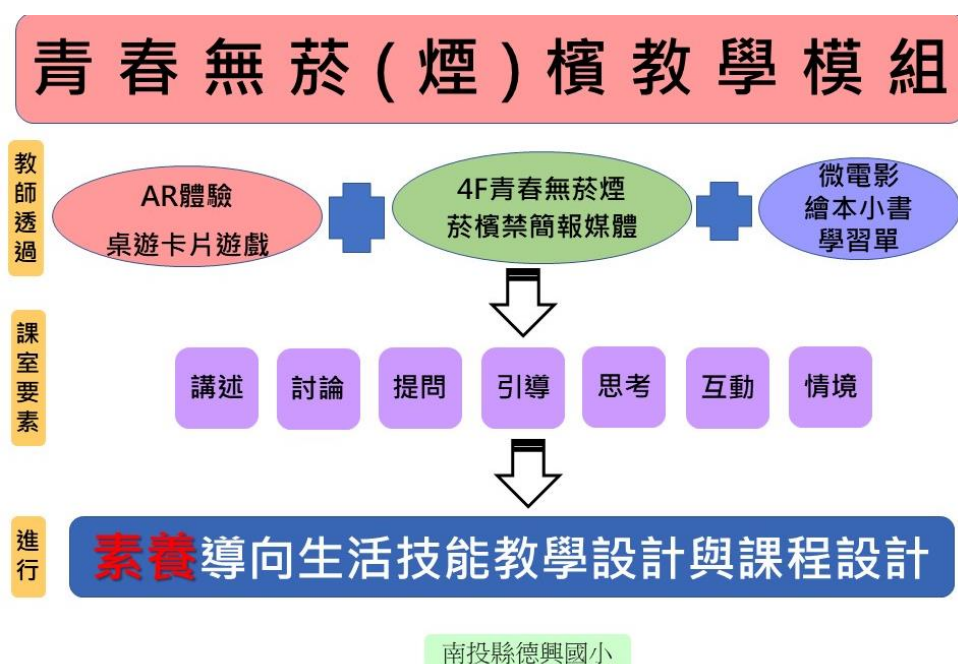 青春無菸(煙)檳教學模組
教師透過
AR體驗
桌遊卡片遊戲
4F青春無菸煙
菸檳禁簡報媒體
微電影
繪本小書
學習單
課室要素
講述
討論
提問
引導
思考
互動
情境
進行
素養導向生活技能教學設計與課程設計
南投縣德興國小